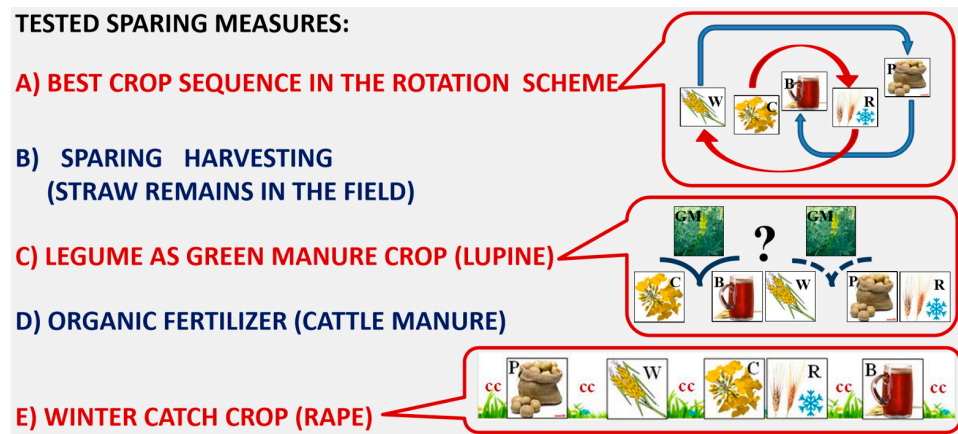 TESTED SPARING MEASURES:
A) BEST CROP SEQUENCE IN THE ROTATION SCHEME
W
C
B
R
P
B) SPARING HARVESTING
(STRAW REMAINS IN THE FIELD)
GM
GM
?
C) LEGUME AS GREEN MANURE CROP (LUPINE)
C
B
W
P
R
D) ORGANIC FERTILIZER (CATTLE MANURE)
E) WINTER CATCH CROP (RAPE)
cc
P
cc
W
cc
C
R
cc
B
cc